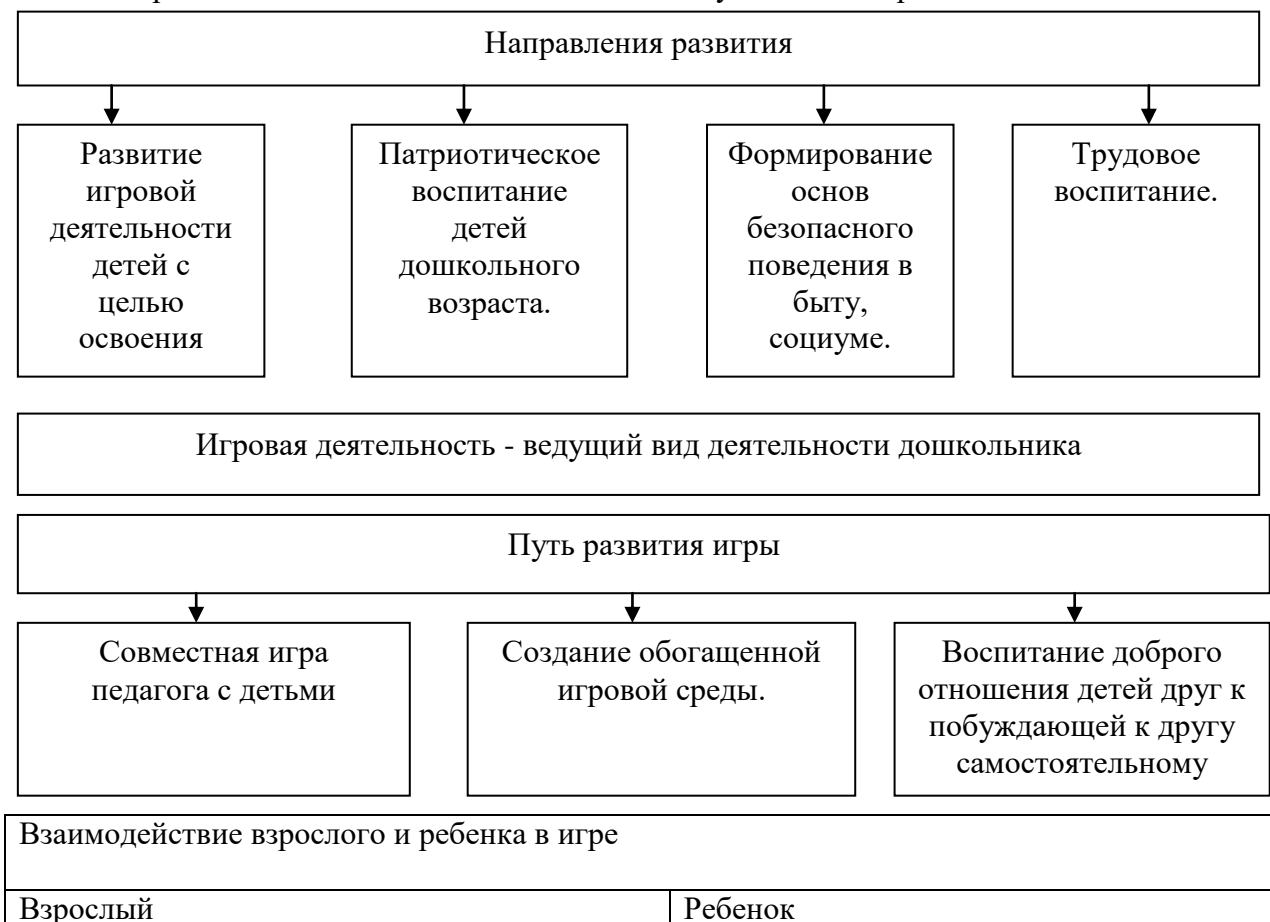 Направления развития
Развитие
игровой
деятельности
детей с
целью
освоения
Патриотическое
воспитание
детей
дошкольного
возраста.
Формирование
основ
безопасного
поведения в
быту,
социуме.
Трудовое
воспитание.
Игровая деятельность - ведущий вид деятельности дошкольника
Путь развития игры
Совместная игра
педагога с детьми
Создание обогащенной
игровой среды.
Воспитание доброго
отношения детей друг к
побуждающей к другу
самостоятельному
Взаимодействие взрослого и ребенка в игре
Взрослый
Ребенок